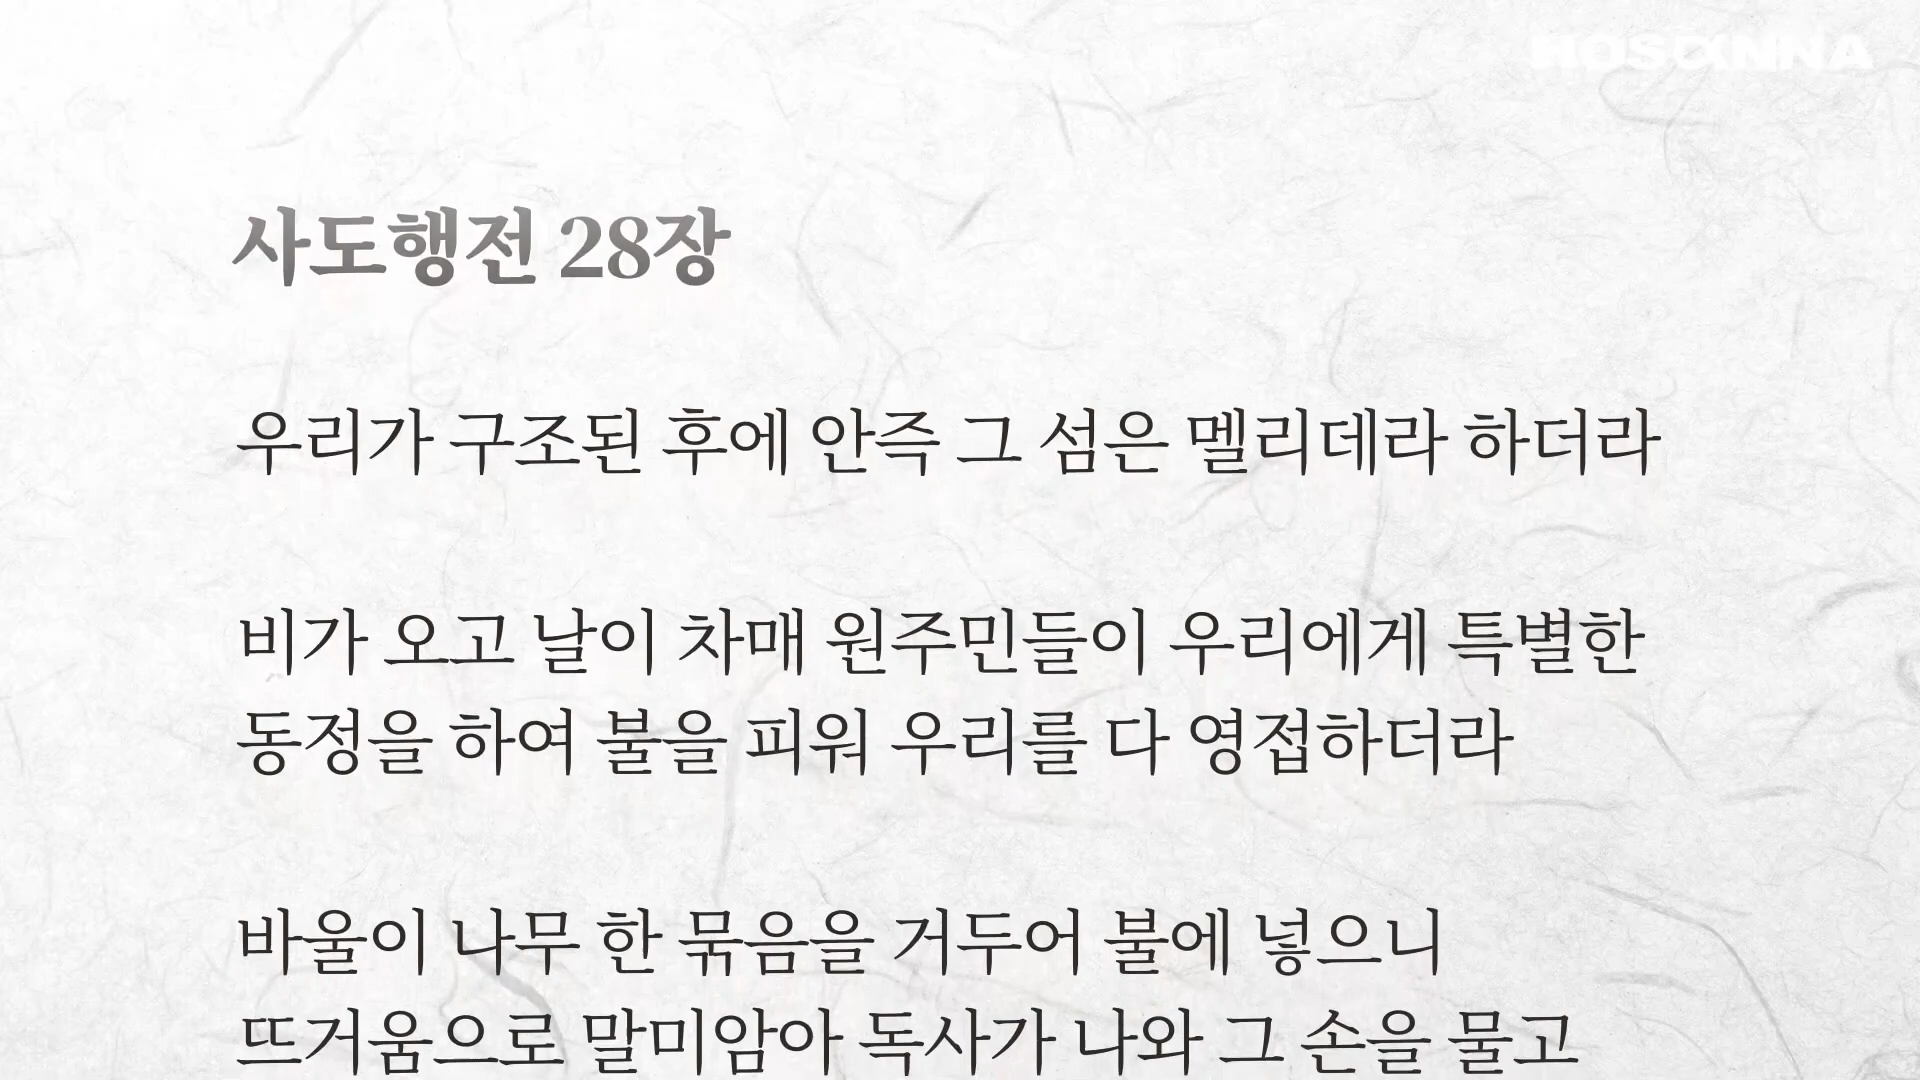 HOSANNA
사도행전 28장
우리가 구조된 후에 안즉 그 섬은 멜리데라 하더라
비가 오고 날이 차매 원주민들이 우리에게 특별한
동정을 하여 불을 피워 우리를 다 영접하더라
바울이 나무 한 묶음을 거두어 불에 넣으니
뜨거움으로 말미암아 독사가 나와 그 손을 물고